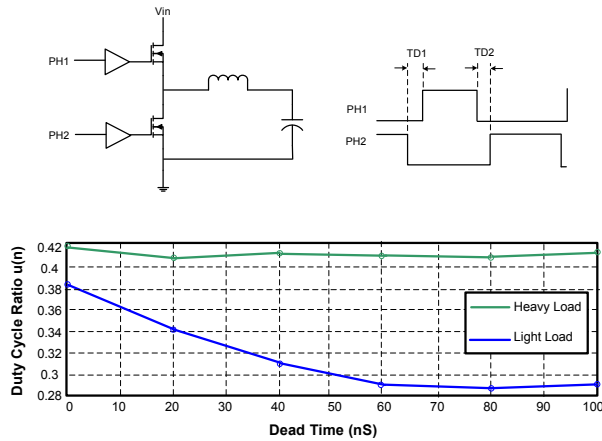 Vin
PH1
PH2
TD1 TD2
PH1
PH2
Duty Cycle Ratio u(n)
0.42
0.4
0.38
0.36
0.34
0.32
0.3
0.28
Heavy Load
Light Load
0 10 20 30 40 50 60 70 80 90 100
Dead Time (nS)